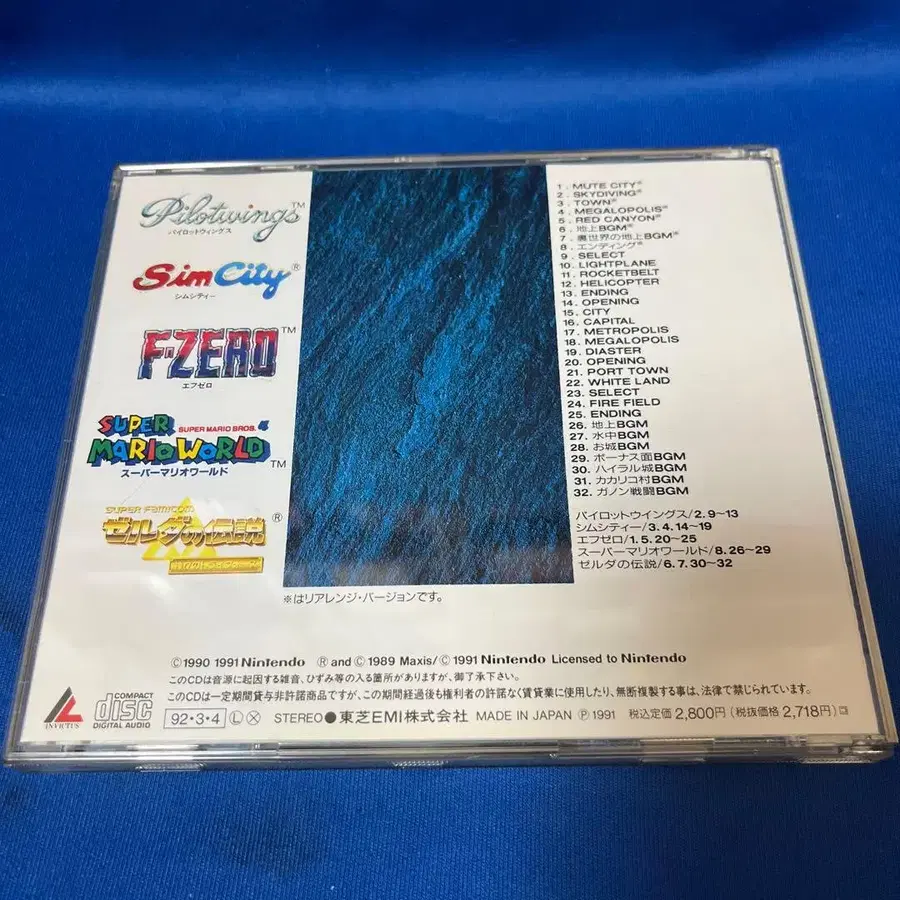 Pilotwings™
パイロットウイングス
SimCity®
シムシティー
F-ZERO™
エフゼロ
SUPER MARIO BROS. 4
SUPER
MARIO WORLD™
スーパーマリオワールド
SUPER FAMICOM
ゼルダの伝説®
神々のトライフォース
1. MUTE CITY※
2. SKYDIVING※
3. TOWN※
4. MEGALOPOLIS※
5. RED CANYON※
6. 地上BGM※
7. 裏世界の地上BGM※
8. エンディング※
9. SELECT
10. LIGHTPLANE
11. ROCKETBELT
12. HELICOPTER
13. ENDING
14. OPENING
15. CITY
16. CAPITAL
17. METROPOLIS
18. MEGALOPOLIS
19. DIASTER
20. OPENING
21. PORT TOWN
22. WHITE LAND
23. SELECT
24. FIRE FIELD
25. ENDING
26. 地上BGM
27. 水中BGM
28. お城BGM
29. ボーナス面BGM
30. ハイラル城BGM
31. カカリコ村BGM
32. ガノン戦闘BGM
パイロットウイングス/2.9~13
シムシティー/3.4.14~19
エフゼロ/1.5.20~25
スーパーマリオワールド/8.26~29
ゼルダの伝説/6.7.30~32
※はリアレンジ・バージョンです。
©1990 1991 Nintendo ® and © 1989 Maxis/© 1991 Nintendo Licensed to Nintendo
このCDは音源に起因する雑音、ひずみ等の入る箇所がありますが、御了承下さい。
このCDは一定期間貸与非許諾商品ですが、この期間経過後も権利者の許諾なく賃貸業に使用したり、無断複製する事は、法律で禁じられています。
INVICTUS COMPACT disc DIGITAL AUDIO 92・3・4 Ⓛ Ⓧ STEREO ● 東芝EMI株式会社 MADE IN JAPAN Ⓟ 1991 税込定価 2,800円 (税抜価格 2,718円)